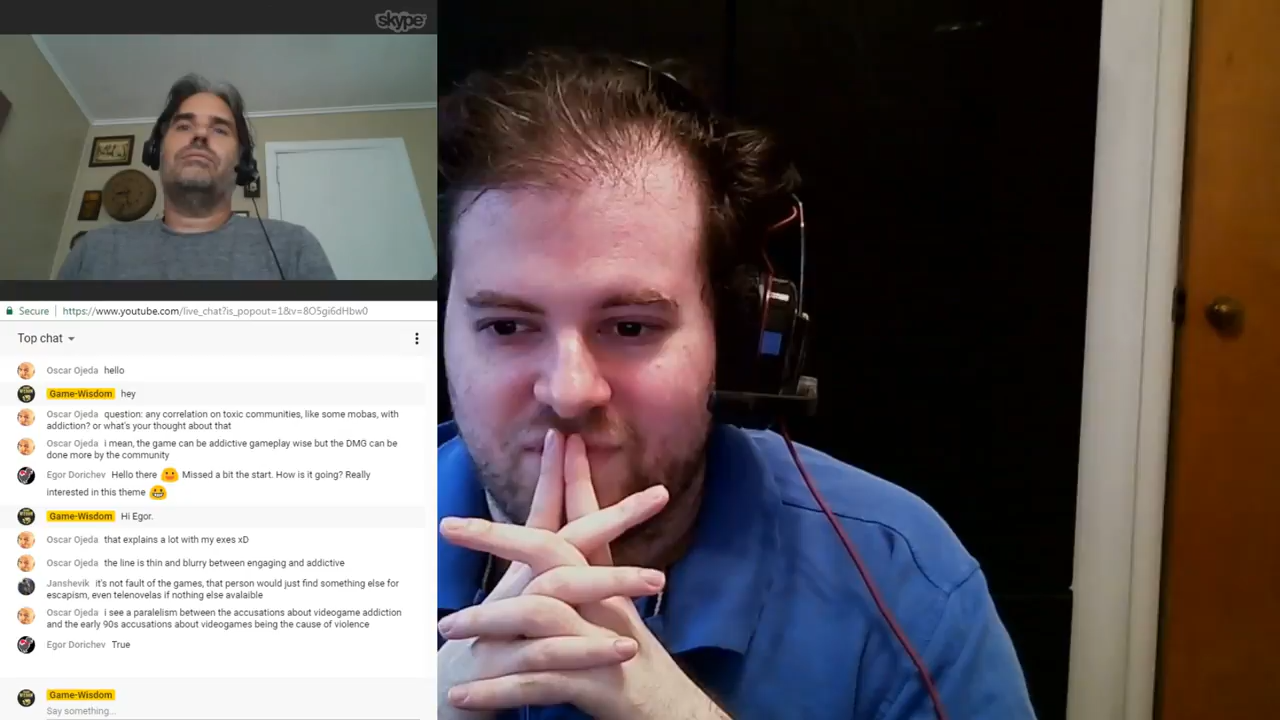 skype
Secure
https://www.youtube.com/live_chat?is_popout=1&v=8O5gi6dHbw0
Top chat
Oscar Ojeda hello
Game-Wisdom hey
Oscar Ojeda question: any correlation on toxic communities, like some mobas, with
addiction? or what's your thought about that
Oscar Ojeda i mean, the game can be addictive gameplay wise but the DMG can be
done more by the community
Egor Dorichev Hello there Missed a bit the start. How is it going? Really
interested in this theme
Game-Wisdom Hi Egor.
Oscar Ojeda that explains a lot with my exes xD
Oscar Ojeda the line is thin and blurry between engaging and addictive
Janshevik it's not fault of the games, that person would just find something else for
escapism, even telenovelas if nothing else avalaible
Oscar Ojeda i see a paralelism between the accusations about videogame addiction
and the early 90s accusations about videogames being the cause of violence
Egor Dorichev True
Game-Wisdom
Say something...